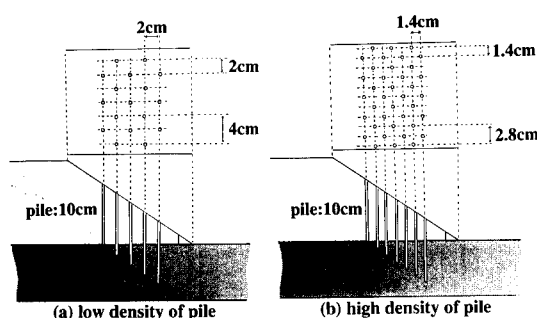 2cm
2cm
4cm
pile:10cm
(a) low density of pile
1.4cm
1.4cm
2.8cm
pile:10cm
(b) high density of pile